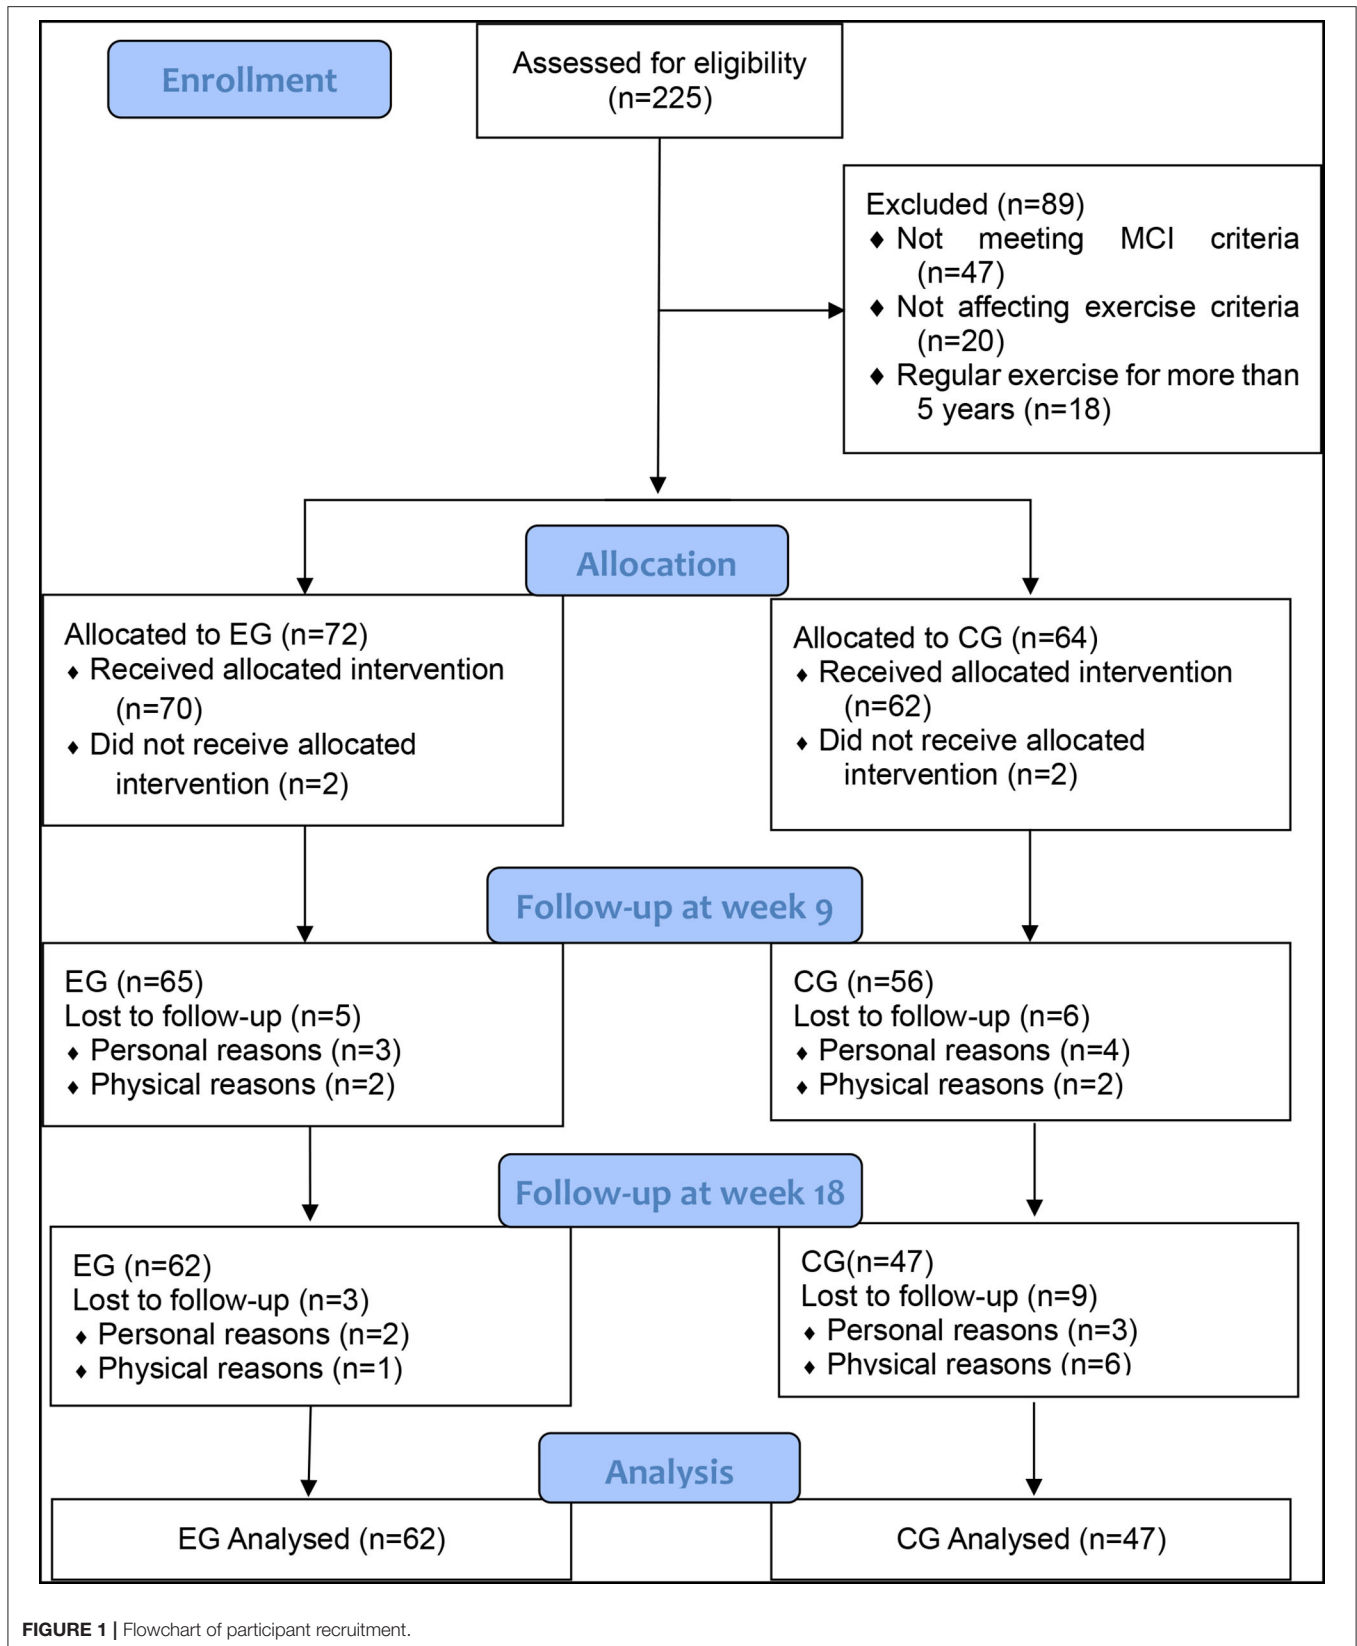 Enrollment
Assessed for eligibility
(n=225)
Excluded (n=89)
♦ Not meeting MCI criteria
(n=47)
♦ Not affecting exercise criteria
(n=20)
♦ Regular exercise for more than
5 years (n=18)
Allocation
Allocated to EG (n=72)
♦ Received allocated intervention
(n=70)
♦ Did not receive allocated
intervention (n=2)
Allocated to CG (n=64)
♦ Received allocated intervention
(n=62)
♦ Did not receive allocated
intervention (n=2)
Follow-up at week 9
EG (n=65)
Lost to follow-up (n=5)
♦ Personal reasons (n=3)
♦ Physical reasons (n=2)
CG (n=56)
Lost to follow-up (n=6)
♦ Personal reasons (n=4)
♦ Physical reasons (n=2)
Follow-up at week 18
EG (n=62)
Lost to follow-up (n=3)
♦ Personal reasons (n=2)
♦ Physical reasons (n=1)
CG(n=47)
Lost to follow-up (n=9)
♦ Personal reasons (n=3)
♦ Physical reasons (n=6)
Analysis
EG Analysed (n=62)
CG Analysed (n=47)
FIGURE 1 | Flowchart of participant recruitment.